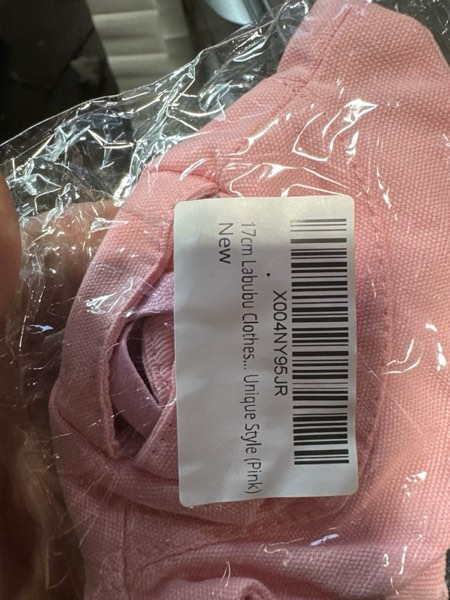 X004NY95JR
17cm Labubu Clothes... Unique Style (Pink)
New